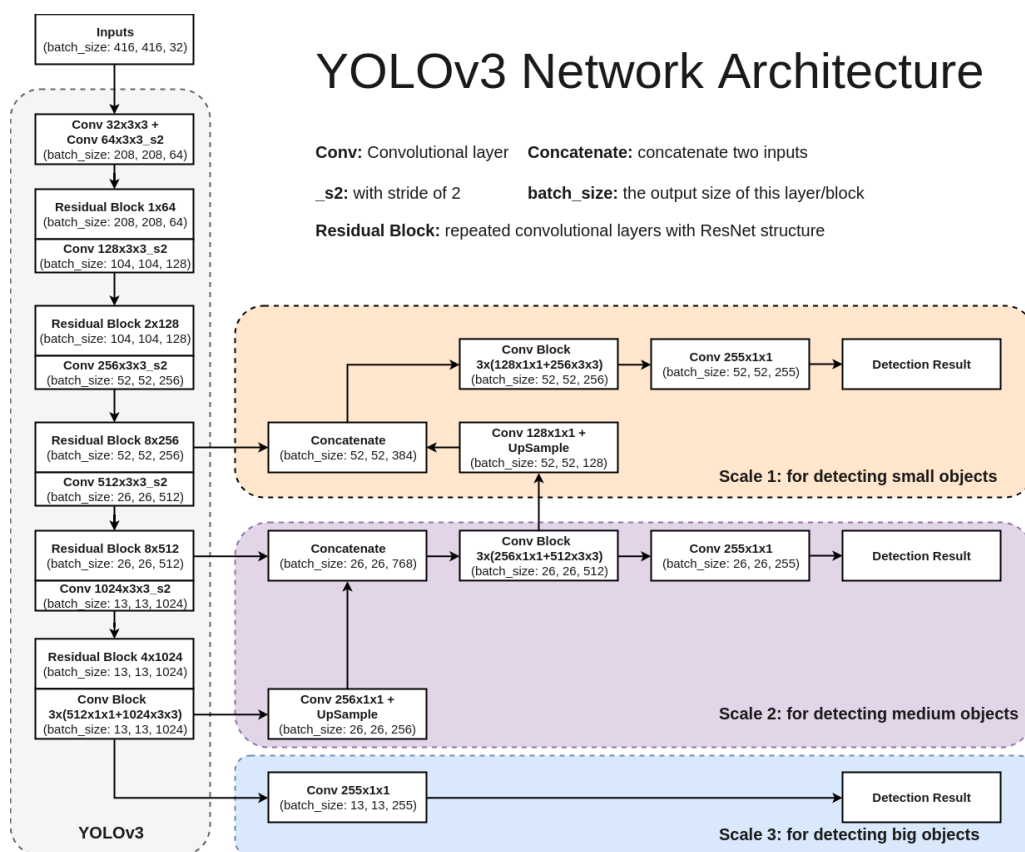 Inputs
(batch_size: 416, 416, 32)
YOLOv3 Network Architecture
Conv: Convolutional layer
Concatenate: concatenate two inputs
_s2: with stride of 2
batch_size: the output size of this layer/block
Residual Block: repeated convolutional layers with ResNet structure
Conv 32x3x3 +
Conv 64x3x3_s2
(batch_size: 208, 208, 64)
Residual Block 1x64
(batch_size: 208, 208, 64)
Conv 128x3x3_s2
(batch_size: 104, 104, 128)
Residual Block 2x128
(batch_size: 104, 104, 128)
Conv 256x3x3_s2
(batch_size: 52, 52, 256)
Residual Block 8x256
(batch_size: 52, 52, 256)
Conv 512x3x3_s2
(batch_size: 26, 26, 512)
Residual Block 8x512
(batch_size: 26, 26, 512)
Conv 1024x3x3_s2
(batch_size: 13, 13, 1024)
Residual Block 4x1024
(batch_size: 13, 13, 1024)
Conv Block
3x(512x1x1+1024x3x3)
(batch_size: 13, 13, 1024)
YOLOv3
Conv Block
3x(128x1x1+256x3x3)
(batch_size: 52, 52, 256)
Conv 255x1x1
(batch_size: 52, 52, 255)
Detection Result
Concatenate
(batch_size: 52, 52, 384)
Conv 128x1x1 +
UpSample
(batch_size: 52, 52, 128)
Scale 1: for detecting small objects
Concatenate
(batch_size: 26, 26, 768)
Conv Block
3x(256x1x1+512x3x3)
(batch_size: 26, 26, 512)
Conv 255x1x1
(batch_size: 26, 26, 255)
Detection Result
Conv 256x1x1 +
UpSample
(batch_size: 26, 26, 256)
Scale 2: for detecting medium objects
Conv 255x1x1
(batch_size: 13, 13, 255)
Detection Result
Scale 3: for detecting big objects